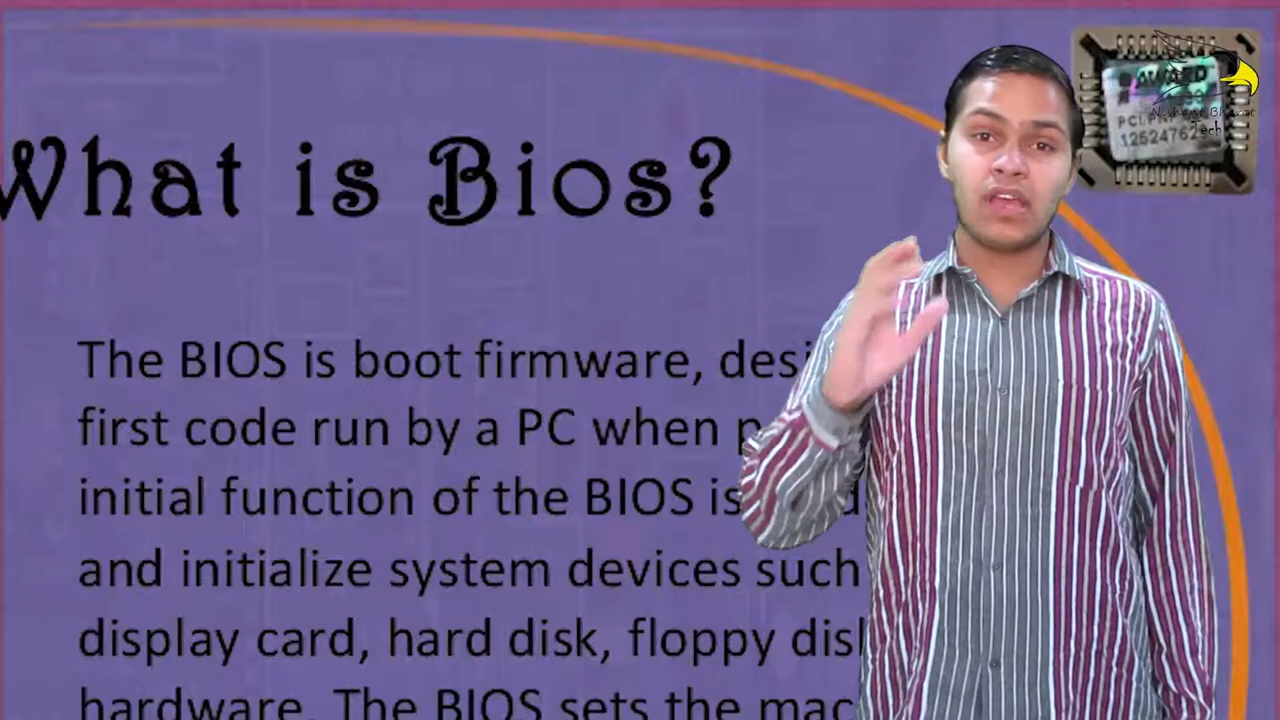 What is Bios?
The BIOS is boot firmware, desi
first code run by a PC when p
initial function of the BIOS is
and initialize system devices such
display card, hard disk, floppy disk
hardware. The BIOS sets the mac
AWARD
Tech